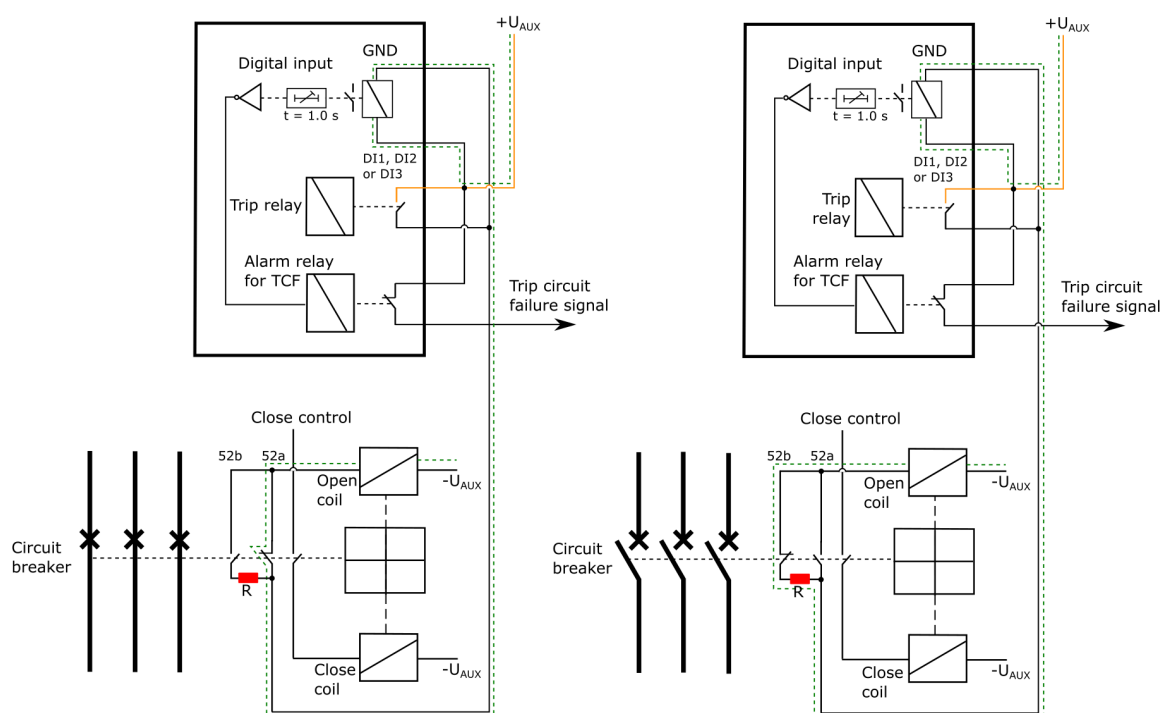 +UAUX
GND
Digital input
t = 1.0 s
DI1, DI2
or DI3
Trip relay
Alarm relay
for TCF
Trip circuit
failure signal
Close control
52b
52a
Open
coil
-UAUX
Circuit
breaker
R
Close
coil
-UAUX
+UAUX
GND
Digital input
t = 1.0 s
DI1, DI2
or DI3
Trip
relay
Alarm relay
for TCF
Trip circuit
failure signal
Close control
52b
52a
Open
coil
-UAUX
Circuit
breaker
R
Close
coil
-UAUX